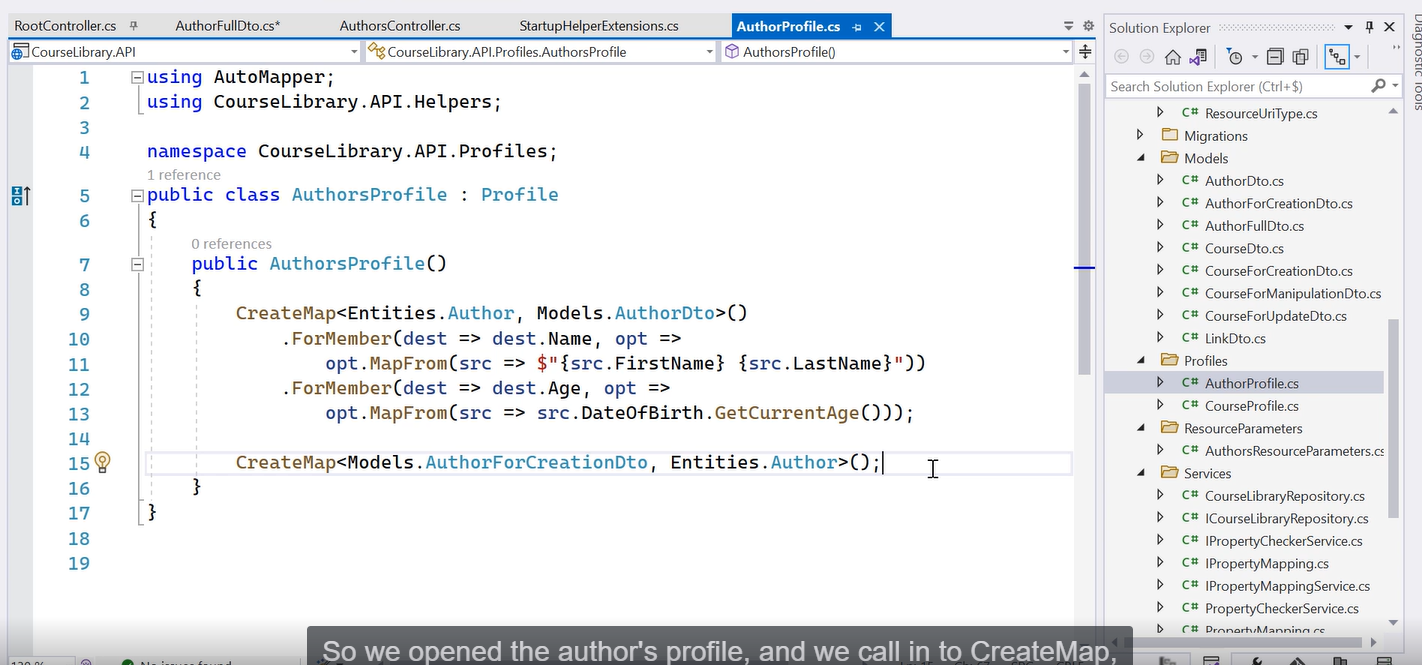 RootController.cs AuthorFullDto.cs* AuthorsController.cs StartupHelperExtensions.cs AuthorProfile.cs
CourseLibrary.API CourseLibrary.API.Profiles.AuthorsProfile AuthorsProfile()
1 using AutoMapper;
2 using CourseLibrary.API.Helpers;
3
4 namespace CourseLibrary.API.Profiles;
1 reference
5 public class AuthorsProfile : Profile
6 {
0 references
7 public AuthorsProfile()
8 {
9 CreateMap<Entities.Author, Models.AuthorDto>()
10 .ForMember(dest => dest.Name, opt =>
11 opt.MapFrom(src => $"{src.FirstName} {src.LastName}"))
12 .ForMember(dest => dest.Age, opt =>
13 opt.MapFrom(src => src.DateOfBirth.GetCurrentAge()));
14
15 CreateMap<Models.AuthorForCreationDto, Entities.Author>();
16 }
17 }
18
19
Solution Explorer
Search Solution Explorer (Ctrl+$)
C# ResourceUriType.cs
Migrations
Models
C# AuthorDto.cs
C# AuthorForCreationDto.cs
C# AuthorFullDto.cs
C# CourseDto.cs
C# CourseForCreationDto.cs
C# CourseForManipulationDto.cs
C# CourseForUpdateDto.cs
C# LinkDto.cs
Profiles
C# AuthorProfile.cs
C# CourseProfile.cs
ResourceParameters
C# AuthorsResourceParameters.cs
Services
C# CourseLibraryRepository.cs
C# ICourseLibraryRepository.cs
C# IPropertyCheckerService.cs
C# IPropertyMapping.cs
C# IPropertyMappingService.cs
C# PropertyCheckerService.cs
C# PropertyMapping.cs
Diagnostic Tools
So we opened the author's profile, and we call in to CreateMap,
No issues found